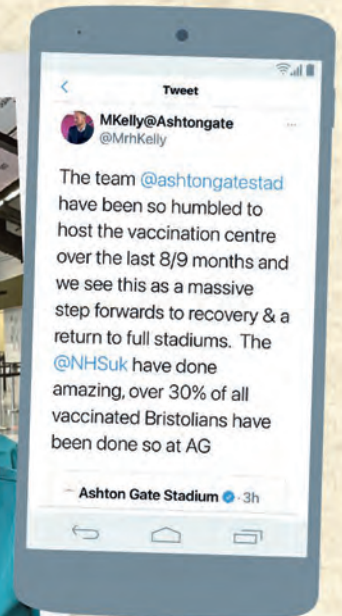 Tweet
MKelly@Ashtongate
@MrhKelly
The team @ashtongatestad
have been so humbled to
host the vaccination centre
over the last 8/9 months and
we see this as a massive
step forwards to recovery & a
return to full stadiums. The
@NHSuk have done
amazing, over 30% of all
vaccinated Bristolians have
been done so at AG
Ashton Gate Stadium · 3h